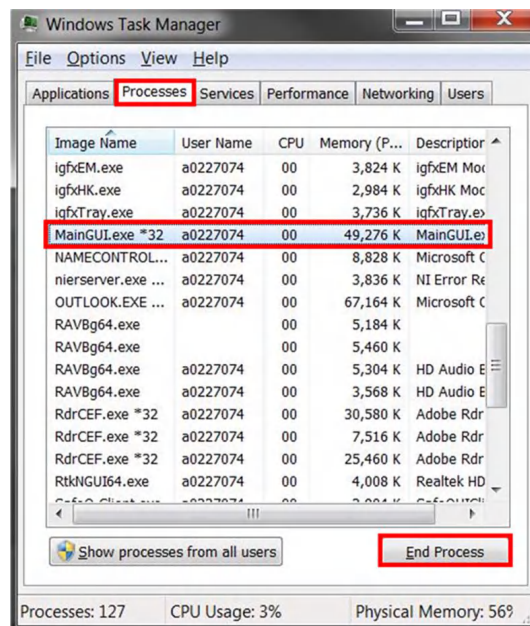 Windows Task Manager
File Options View Help
Applications Processes Services Performance Networking Users
Image Name User Name CPU Memory (P... Description
igfxEM.exe a0227074 00 3,824 K igfxEM Moc
igfxHK.exe a0227074 00 2,984 K igfxHK Moc
igfxTray.exe a0227074 00 3,736 K igfxTray.ex
MainGUI.exe *32 a0227074 00 49,276 K MainGUI.ex
NAMECONTROL... a0227074 00 8,828 K Microsoft C
nierserver.exe ... a0227074 00 3,836 K NI Error Re
OUTLOOK.EXE ... a0227074 00 67,164 K Microsoft C
RAVBg64.exe 00 5,184 K
RAVBg64.exe 00 5,460 K
RAVBg64.exe a0227074 00 5,304 K HD Audio B
RAVBg64.exe a0227074 00 3,568 K HD Audio B
RdrCEF.exe *32 a0227074 00 30,580 K Adobe Rdr
RdrCEF.exe *32 a0227074 00 7,516 K Adobe Rdr
RdrCEF.exe *32 a0227074 00 25,460 K Adobe Rdr
RtkNGUI64.exe a0227074 00 4,008 K Realtek HD
Show processes from all users End Process
Processes: 127 CPU Usage: 3% Physical Memory: 56%